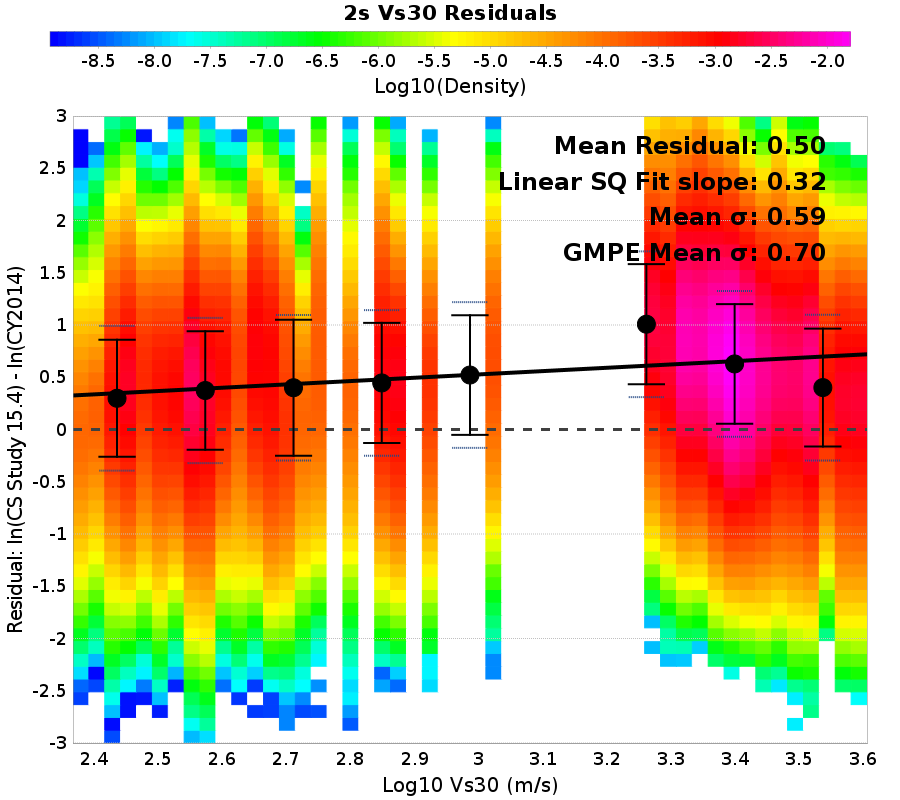 2s Vs30 Residuals
-8.5 -8.0 -7.5 -7.0 -6.5 -6.0 -5.5 -5.0 -4.5 -4.0 -3.5 -3.0 -2.5 -2.0
Log10(Density)
Mean Residual: 0.50
Linear SQ Fit slope: 0.32
Mean σ: 0.59
GMPE Mean σ: 0.70
Residual: ln(CS Study 15.4) - ln(CY2014)
3
2.5
2
1.5
1
0.5
0
-0.5
-1
-1.5
-2
-2.5
-3
2.4 2.5 2.6 2.7 2.8 2.9 3 3.1 3.2 3.3 3.4 3.5 3.6
Log10 Vs30 (m/s)